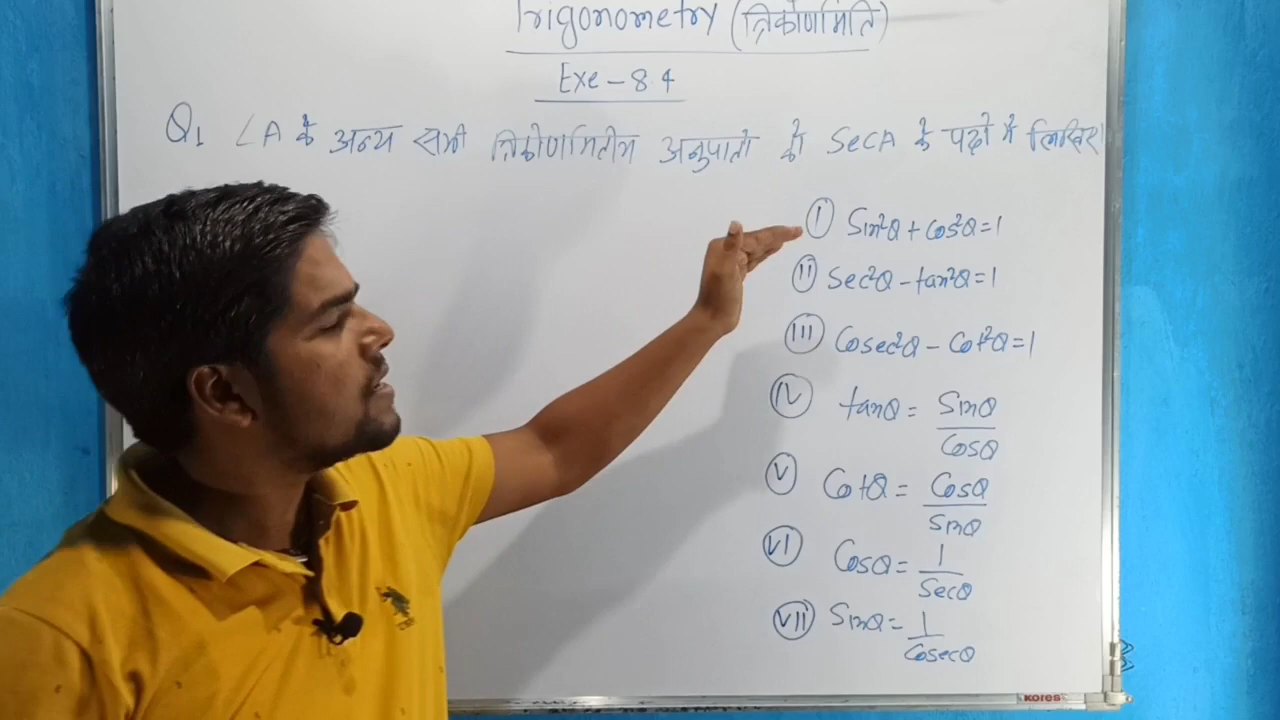 Trigonometry (त्रिकोणमिति)
Exe - 8.4
Q1 ∠A के अन्य सभी त्रिकोणमितीय अनुपातों को SecA के पदों में लिखिए।
I Sin²θ + Cos²θ = 1
II Sec²θ - tan²θ = 1
III Cosec²θ - Cot²θ = 1
IV tanθ = Sinθ / Cosθ
V Cotθ = Cosθ / Sinθ
VI Cosθ = 1 / Secθ
VII Sinθ = 1 / Cosecθ
KORES